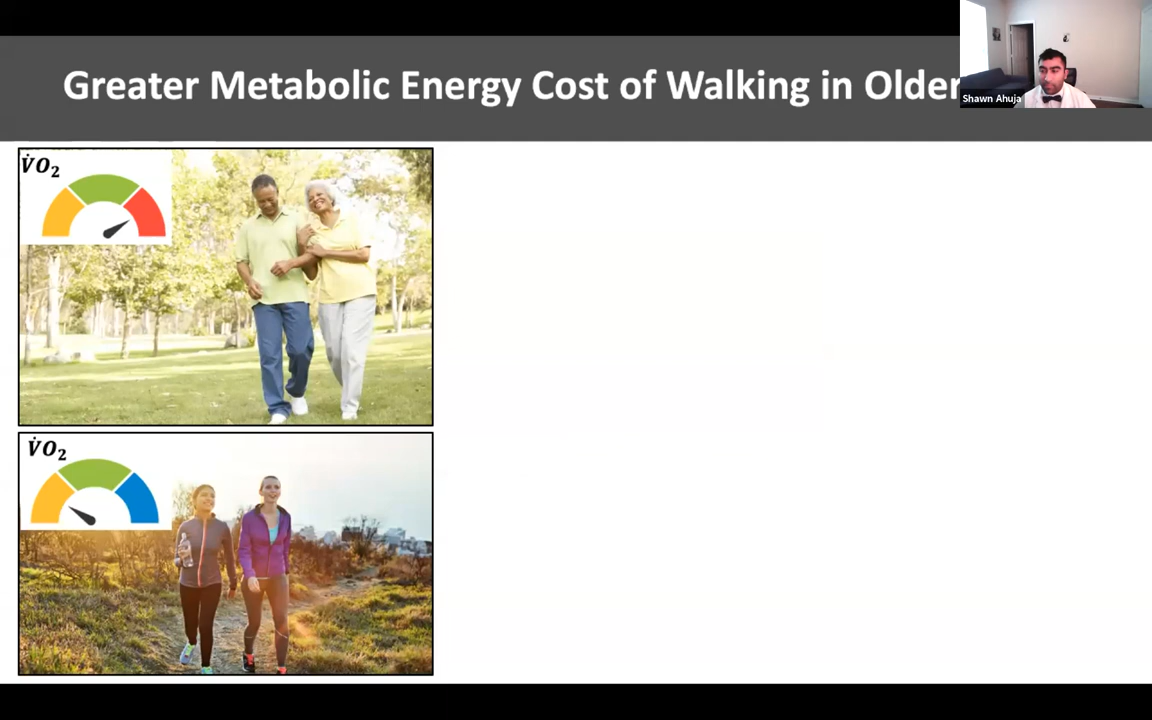 Greater Metabolic Energy Cost of Walking in Older
Shawn Ahuja
V̇O₂
V̇O₂